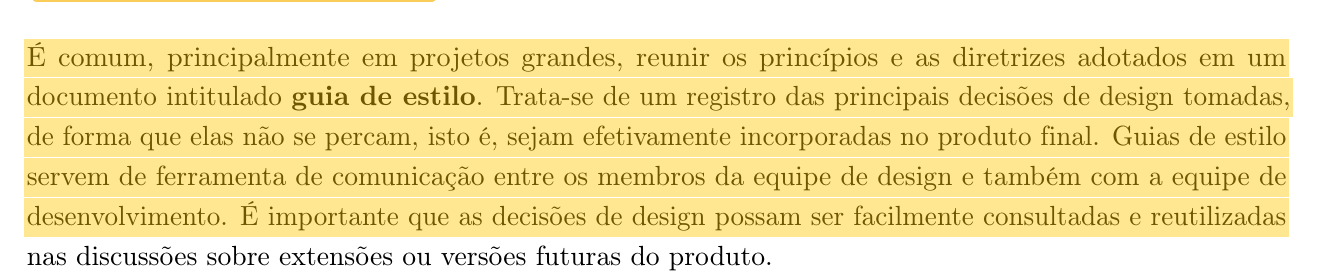 É comum, principalmente em projetos grandes, reunir os princípios e as diretrizes adotados em um
documento intitulado guia de estilo. Trata-se de um registro das principais decisões de design tomadas,
de forma que elas não se percam, isto é, sejam efetivamente incorporadas no produto final. Guias de estilo
servem de ferramenta de comunicação entre os membros da equipe de design e também com a equipe de
desenvolvimento. É importante que as decisões de design possam ser facilmente consultadas e reutilizadas
nas discussões sobre extensões ou versões futuras do produto.